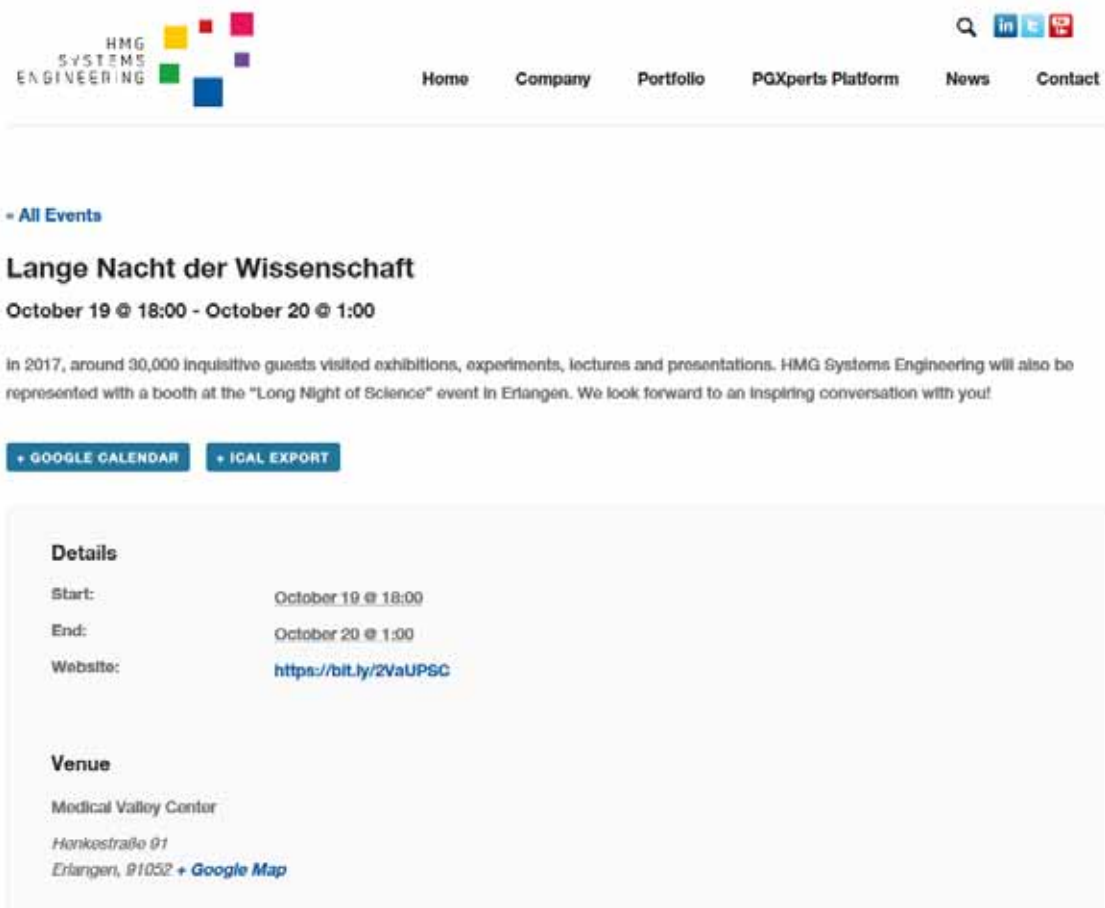 HMG
SYSTEMS
ENGINEERING
in
Home Company Portfolio PGXperts Platform News Contact
« All Events
Lange Nacht der Wissenschaft
October 19 @ 18:00 - October 20 @ 1:00
In 2017, around 30,000 inquisitive guests visited exhibitions, experiments, lectures and presentations. HMG Systems Engineering will also be
represented with a booth at the "Long Night of Science" event in Erlangen. We look forward to an inspiring conversation with you!
+ GOOGLE CALENDAR + ICAL EXPORT
Details
Start: October 19 @ 18:00
End: October 20 @ 1:00
Website: https://bit.ly/2VaUPSC
Venue
Medical Valley Center
Henkestraße 91
Erlangen, 91052 + Google Map